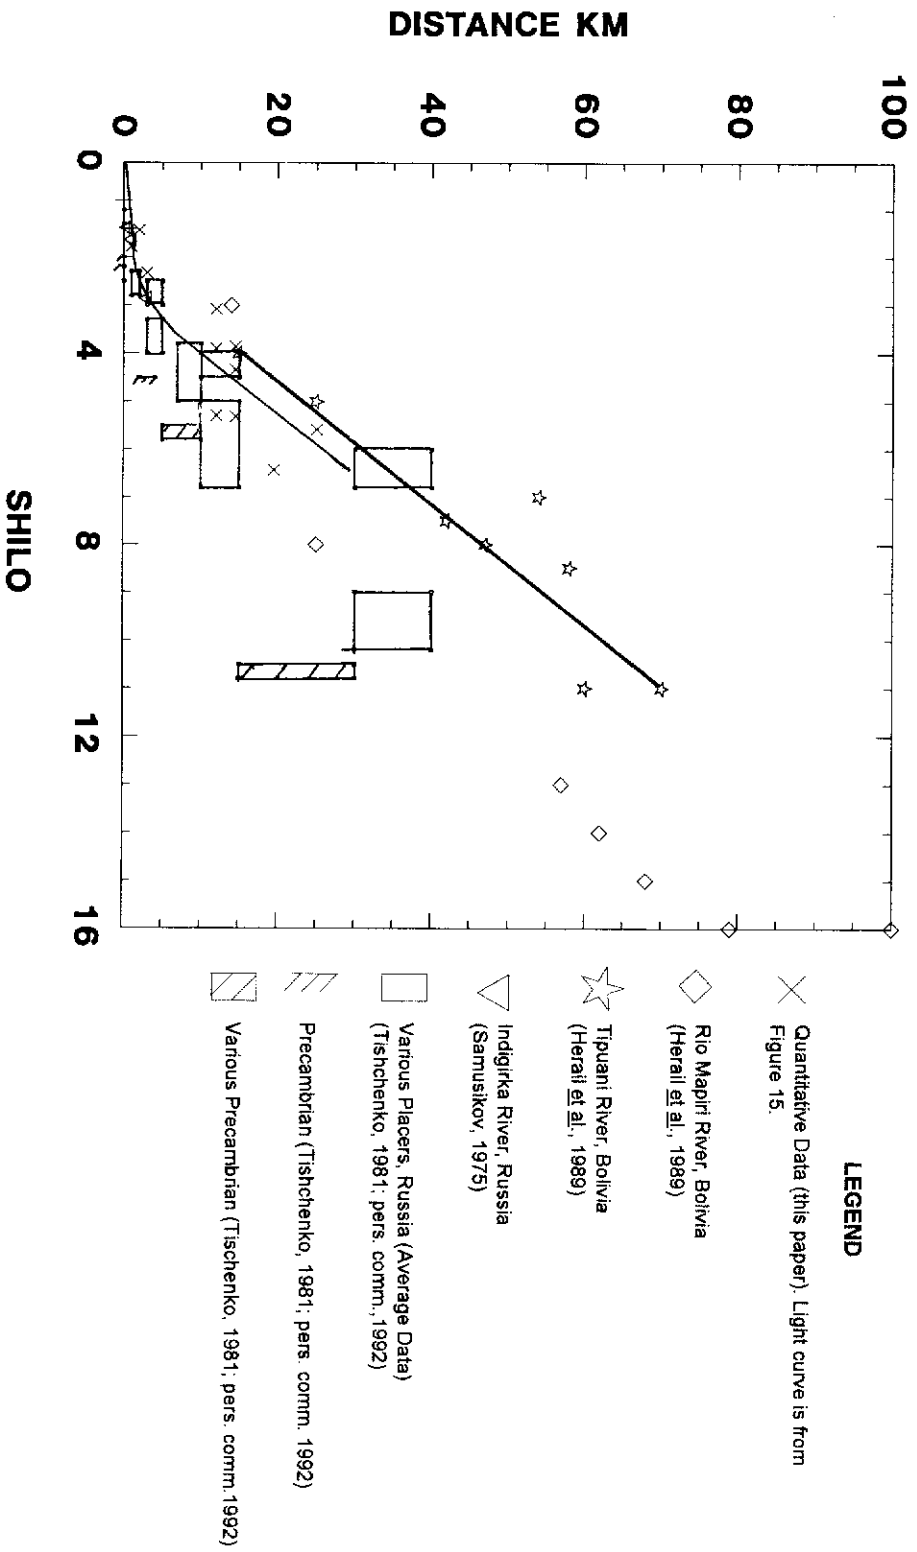 DISTANCE KM
100
80
60
40
20
0
0
4
8
12
16
SHILO
LEGEND
Quantitative Data (this paper). Light curve is from
Figure 15.
Rio Mapiri River, Bolivia
(Herail et al., 1989)
Tipuani River, Bolivia
(Herail et al., 1989)
Indigirka River, Russia
(Samusikov, 1975)
Various Placers, Russia (Average Data)
(Tishchenko, 1981; pers. comm.,1992)
Precambrian (Tishchenko, 1981; pers. comm. 1992)
Various Precambrian (Tischenko, 1981; pers. comm.1992)